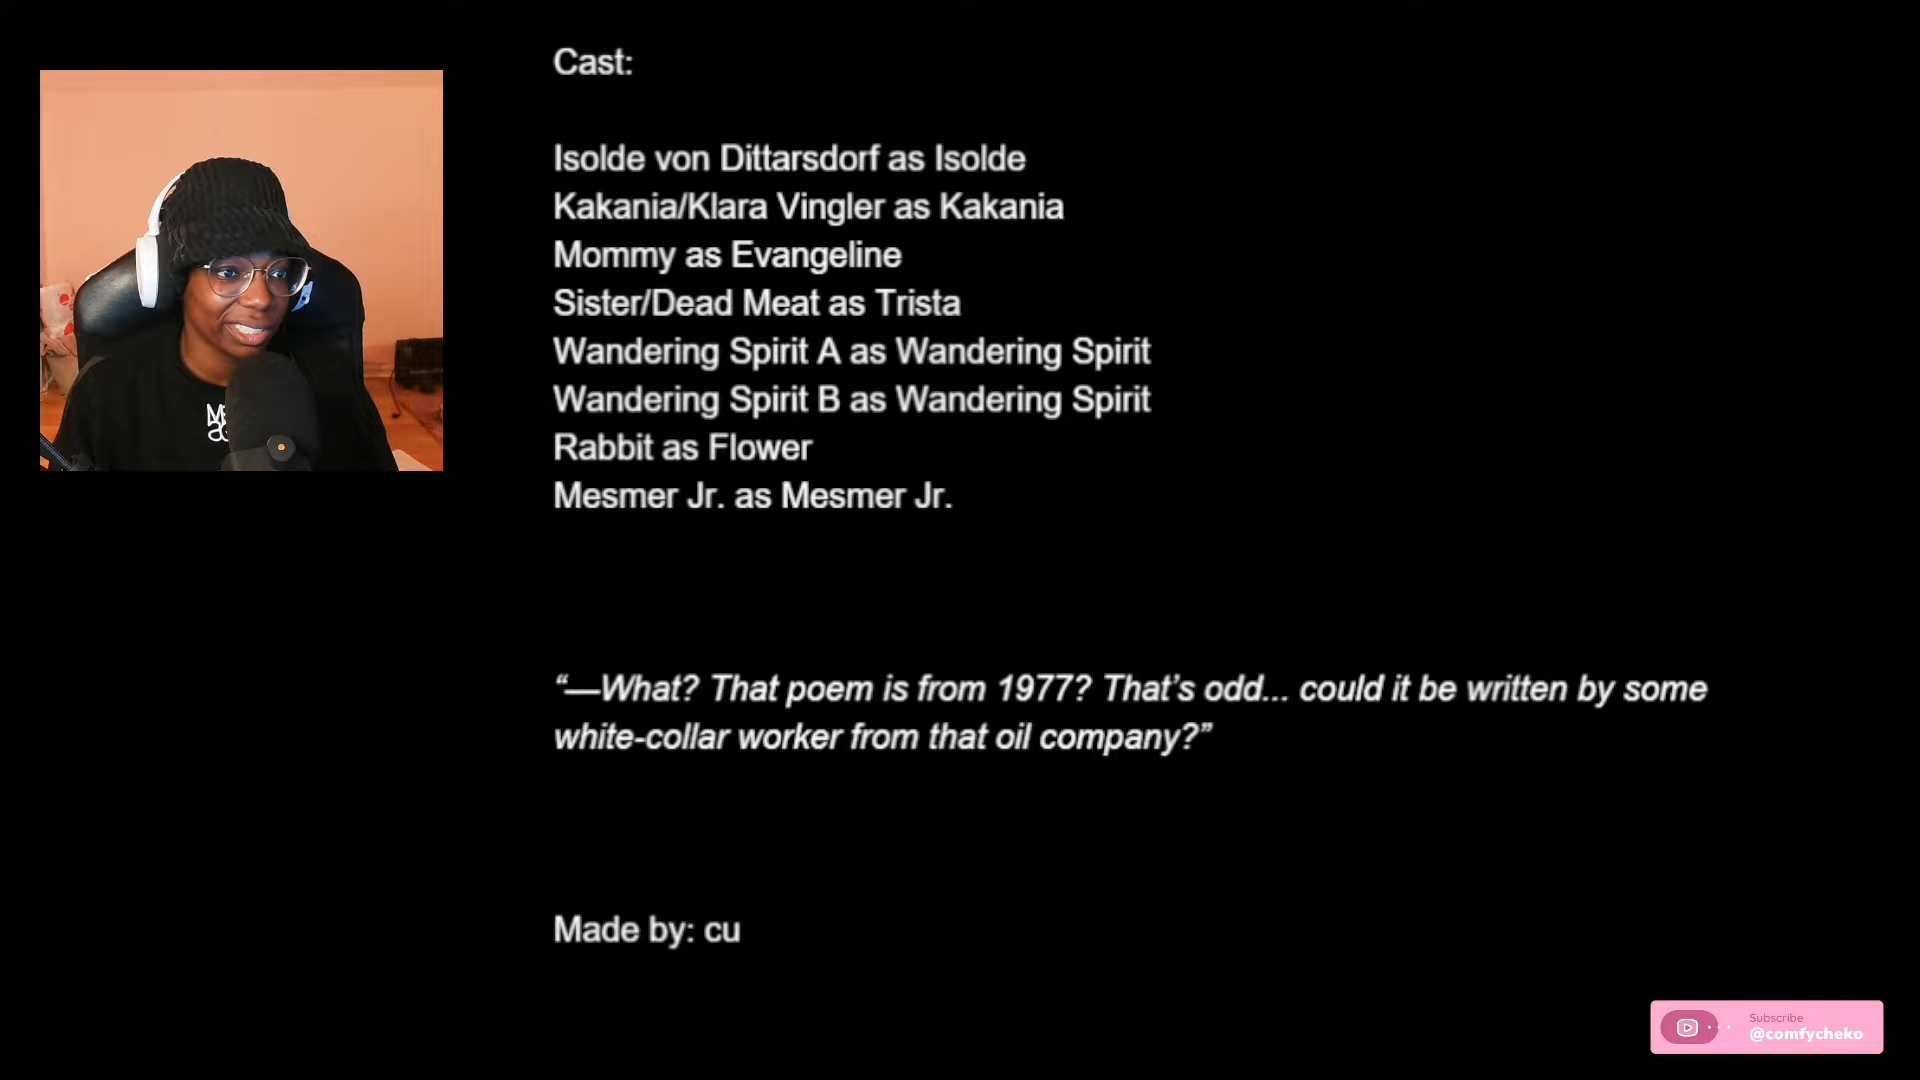 Cast:
Isolde von Dittarsdorf as Isolde
Kakania/Klara Vingler as Kakania
Mommy as Evangeline
Sister/Dead Meat as Trista
Wandering Spirit A as Wandering Spirit
Wandering Spirit B as Wandering Spirit
Rabbit as Flower
Mesmer Jr. as Mesmer Jr.
“—What? That poem is from 1977? That’s odd... could it be written by some
white-collar worker from that oil company?”
Made by: cu
Subscribe
@comfycheko